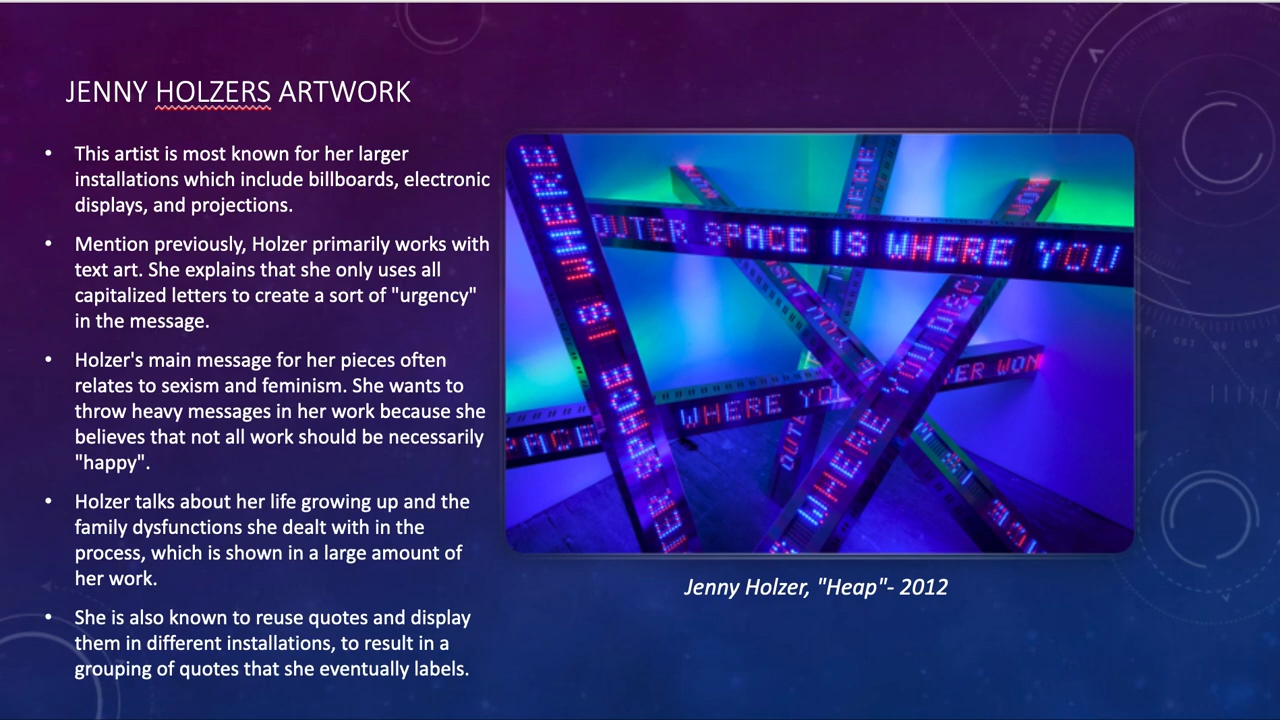 JENNY HOLZERS ARTWORK
• This artist is most known for her larger
installations which include billboards, electronic
displays, and projections.
• Mention previously, Holzer primarily works with
text art. She explains that she only uses all
capitalized letters to create a sort of "urgency"
in the message.
• Holzer's main message for her pieces often
relates to sexism and feminism. She wants to
throw heavy messages in her work because she
believes that not all work should be necessarily
"happy".
• Holzer talks about her life growing up and the
family dysfunctions she dealt with in the
process, which is shown in a large amount of
her work.
• She is also known to reuse quotes and display
them in different installations, to result in a
grouping of quotes that she eventually labels.
OUTER SPACE IS WHERE YOU
SPACE IS WHERE
WHERE YOU
WHERE
WHERE YOU
Jenny Holzer, "Heap"- 2012